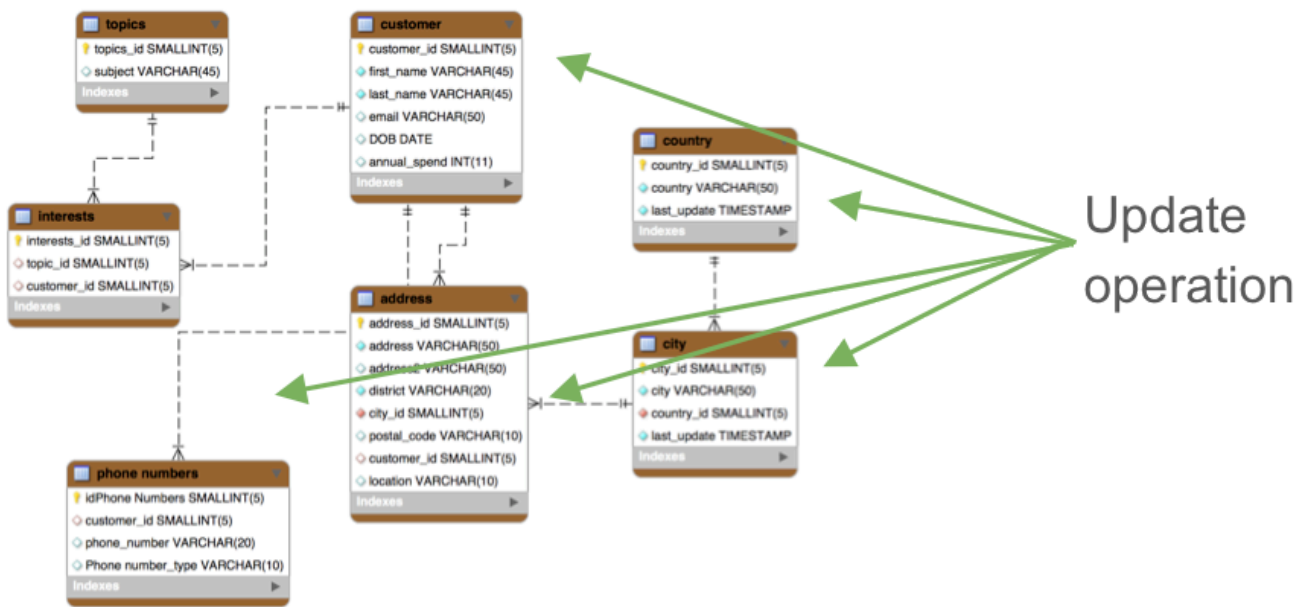 topics
topics_id SMALLINT(5)
subject VARCHAR(45)
Indexes
customer
customer_id SMALLINT(5)
first_name VARCHAR(45)
last_name VARCHAR(45)
email VARCHAR(50)
DOB DATE
annual_spend INT(11)
Indexes
country
country_id SMALLINT(5)
country VARCHAR(50)
last_update TIMESTAMP
Indexes
Update
operation
interests
interests_id SMALLINT(5)
topic_id SMALLINT(5)
customer_id SMALLINT(5)
Indexes
address
address_id SMALLINT(5)
address VARCHAR(50)
address2 VARCHAR(50)
district VARCHAR(20)
city_id SMALLINT(5)
postal_code VARCHAR(10)
customer_id SMALLINT(5)
location VARCHAR(10)
Indexes
city
city_id SMALLINT(5)
city VARCHAR(50)
country_id SMALLINT(5)
last_update TIMESTAMP
Indexes
phone numbers
idPhone Numbers SMALLINT(5)
customer_id SMALLINT(5)
phone_number VARCHAR(20)
Phone number_type VARCHAR(10)
Indexes